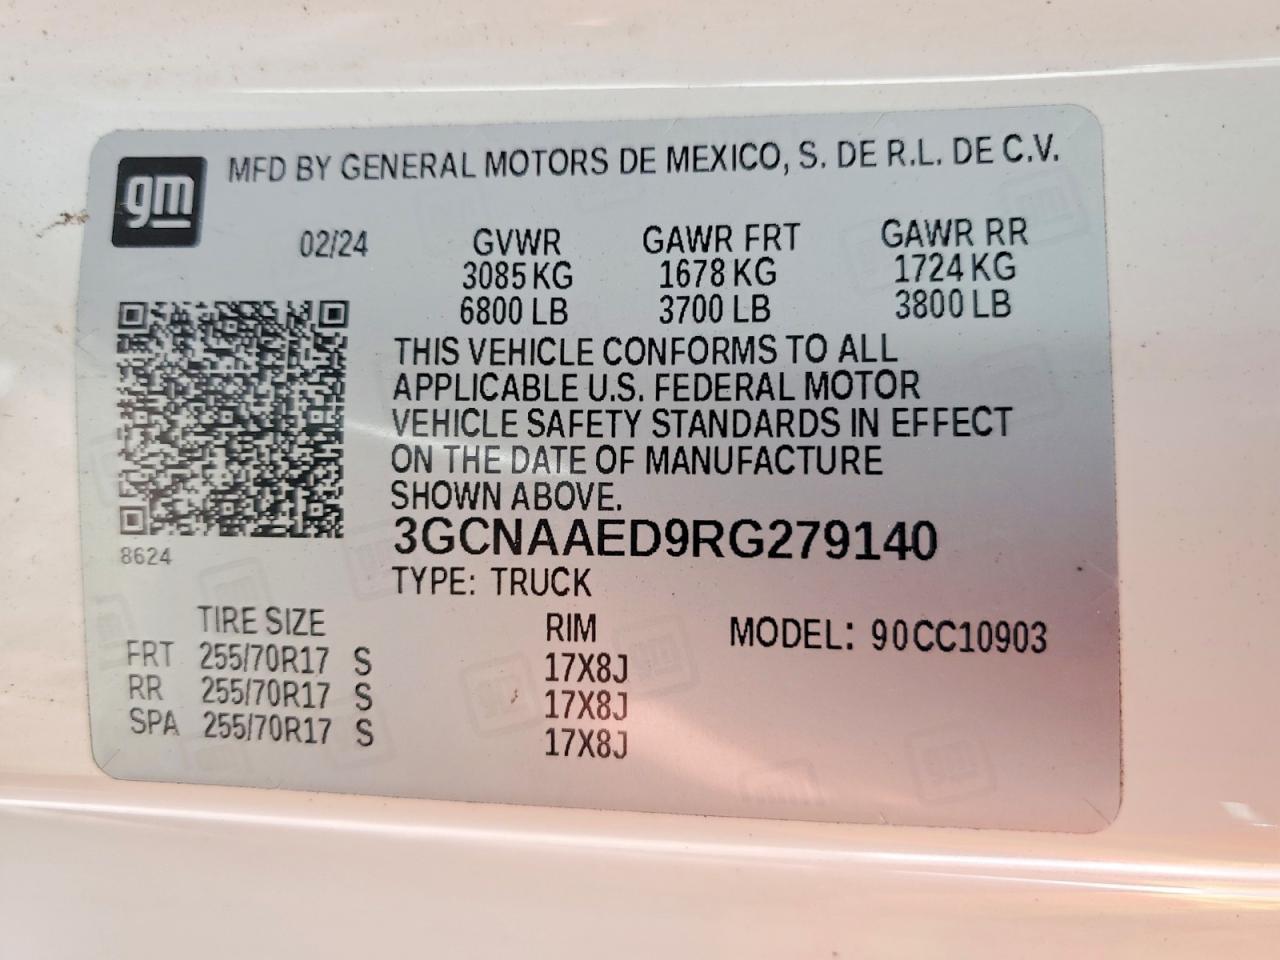 gm
MFD BY GENERAL MOTORS DE MEXICO, S. DE R.L. DE C.V.
02/24 GVWR GAWR FRT GAWR RR
3085 KG 1678 KG 1724 KG
6800 LB 3700 LB 3800 LB
THIS VEHICLE CONFORMS TO ALL
APPLICABLE U.S. FEDERAL MOTOR
VEHICLE SAFETY STANDARDS IN EFFECT
ON THE DATE OF MANUFACTURE
SHOWN ABOVE.
3GCNAAED9RG279140
8624
TYPE: TRUCK
TIRE SIZE RIM MODEL: 90CC10903
FRT 255/70R17 S 17X8J
RR 255/70R17 S 17X8J
SPA 255/70R17 S 17X8J